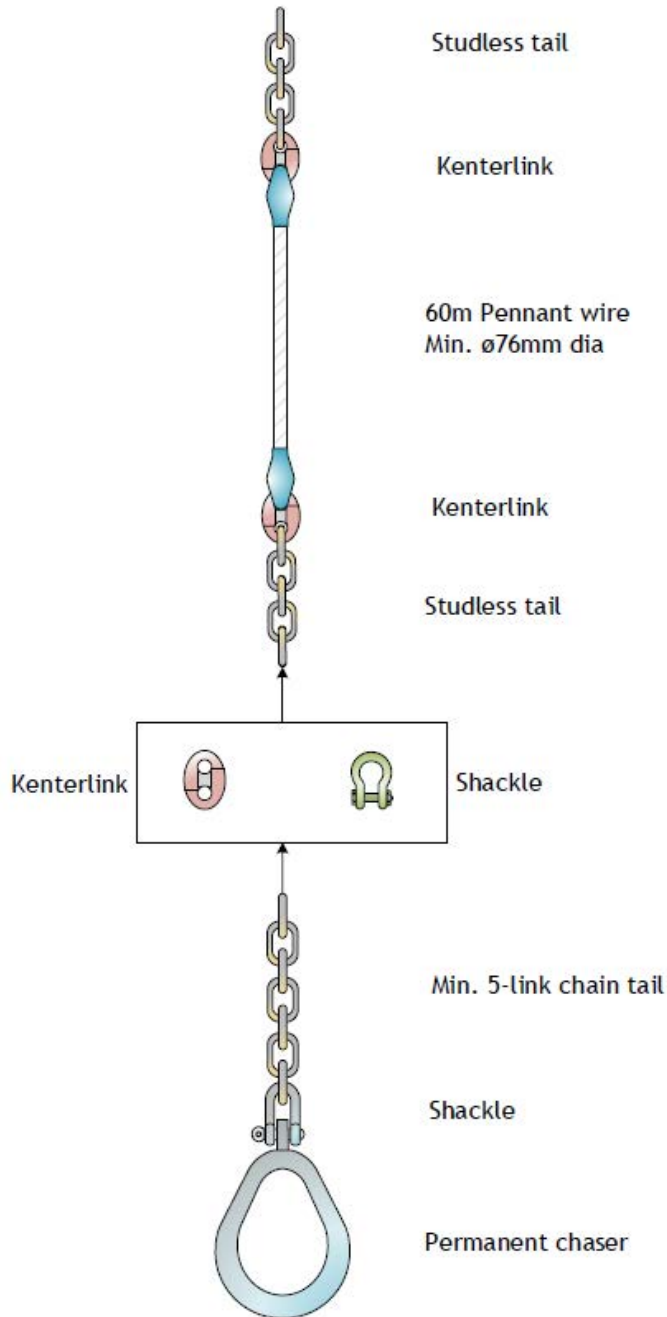 Studless tail
Kenterlink
60m Pennant wire
Min. ø76mm dia
Kenterlink
Studless tail
Kenterlink
Shackle
Min. 5-link chain tail
Shackle
Permanent chaser